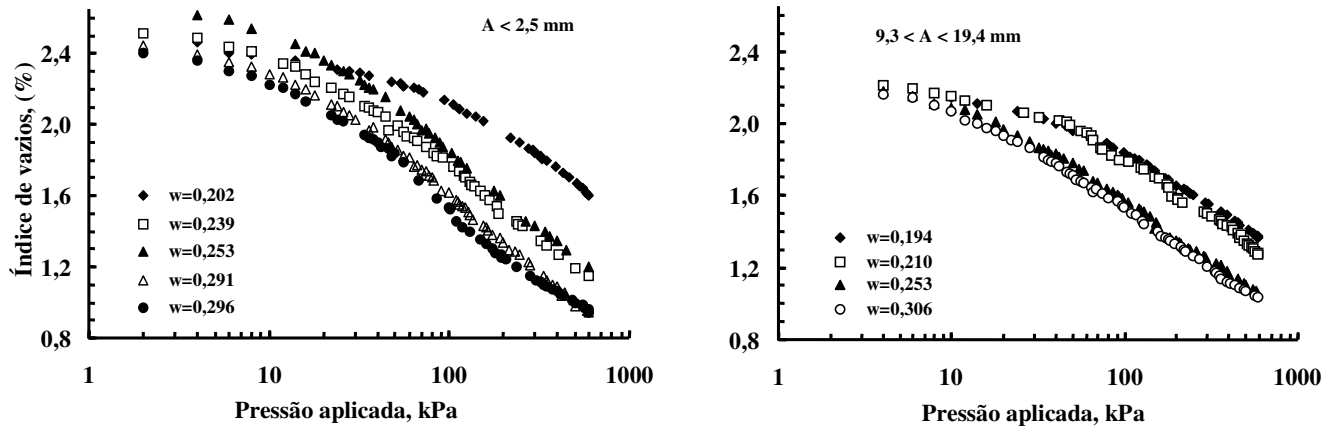 A < 2,5 mm
Índice de vazios, (%)
2,4
2,0
1,6
1,2
0,8
w=0,202
w=0,239
w=0,253
w=0,291
w=0,296
1 10 100 1000
Pressão aplicada, kPa
9,3 < A < 19,4 mm
2,4
2,0
1,6
1,2
0,8
w=0,194
w=0,210
w=0,253
w=0,306
1 10 100 1000
Pressão aplicada, kPa